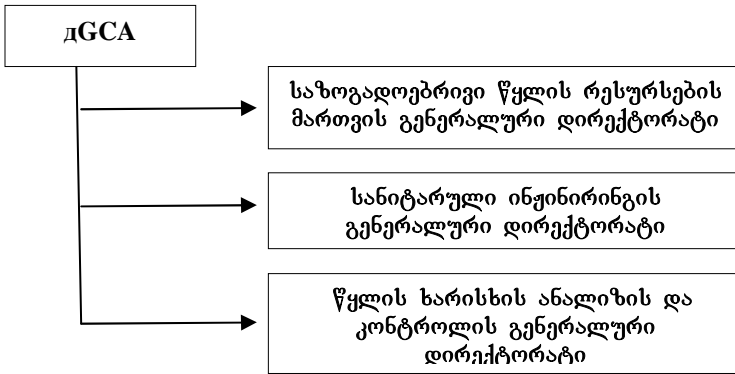 дGCA
საზოგადოებრივი წყლის რესურსების
მართვის გენერალური დირექტორატი
სანიტარული ინჟინირინგის
გენერალური დირექტორატი
წყლის ხარისხის ანალიზის და
კონტროლის გენერალური
დირექტორატი